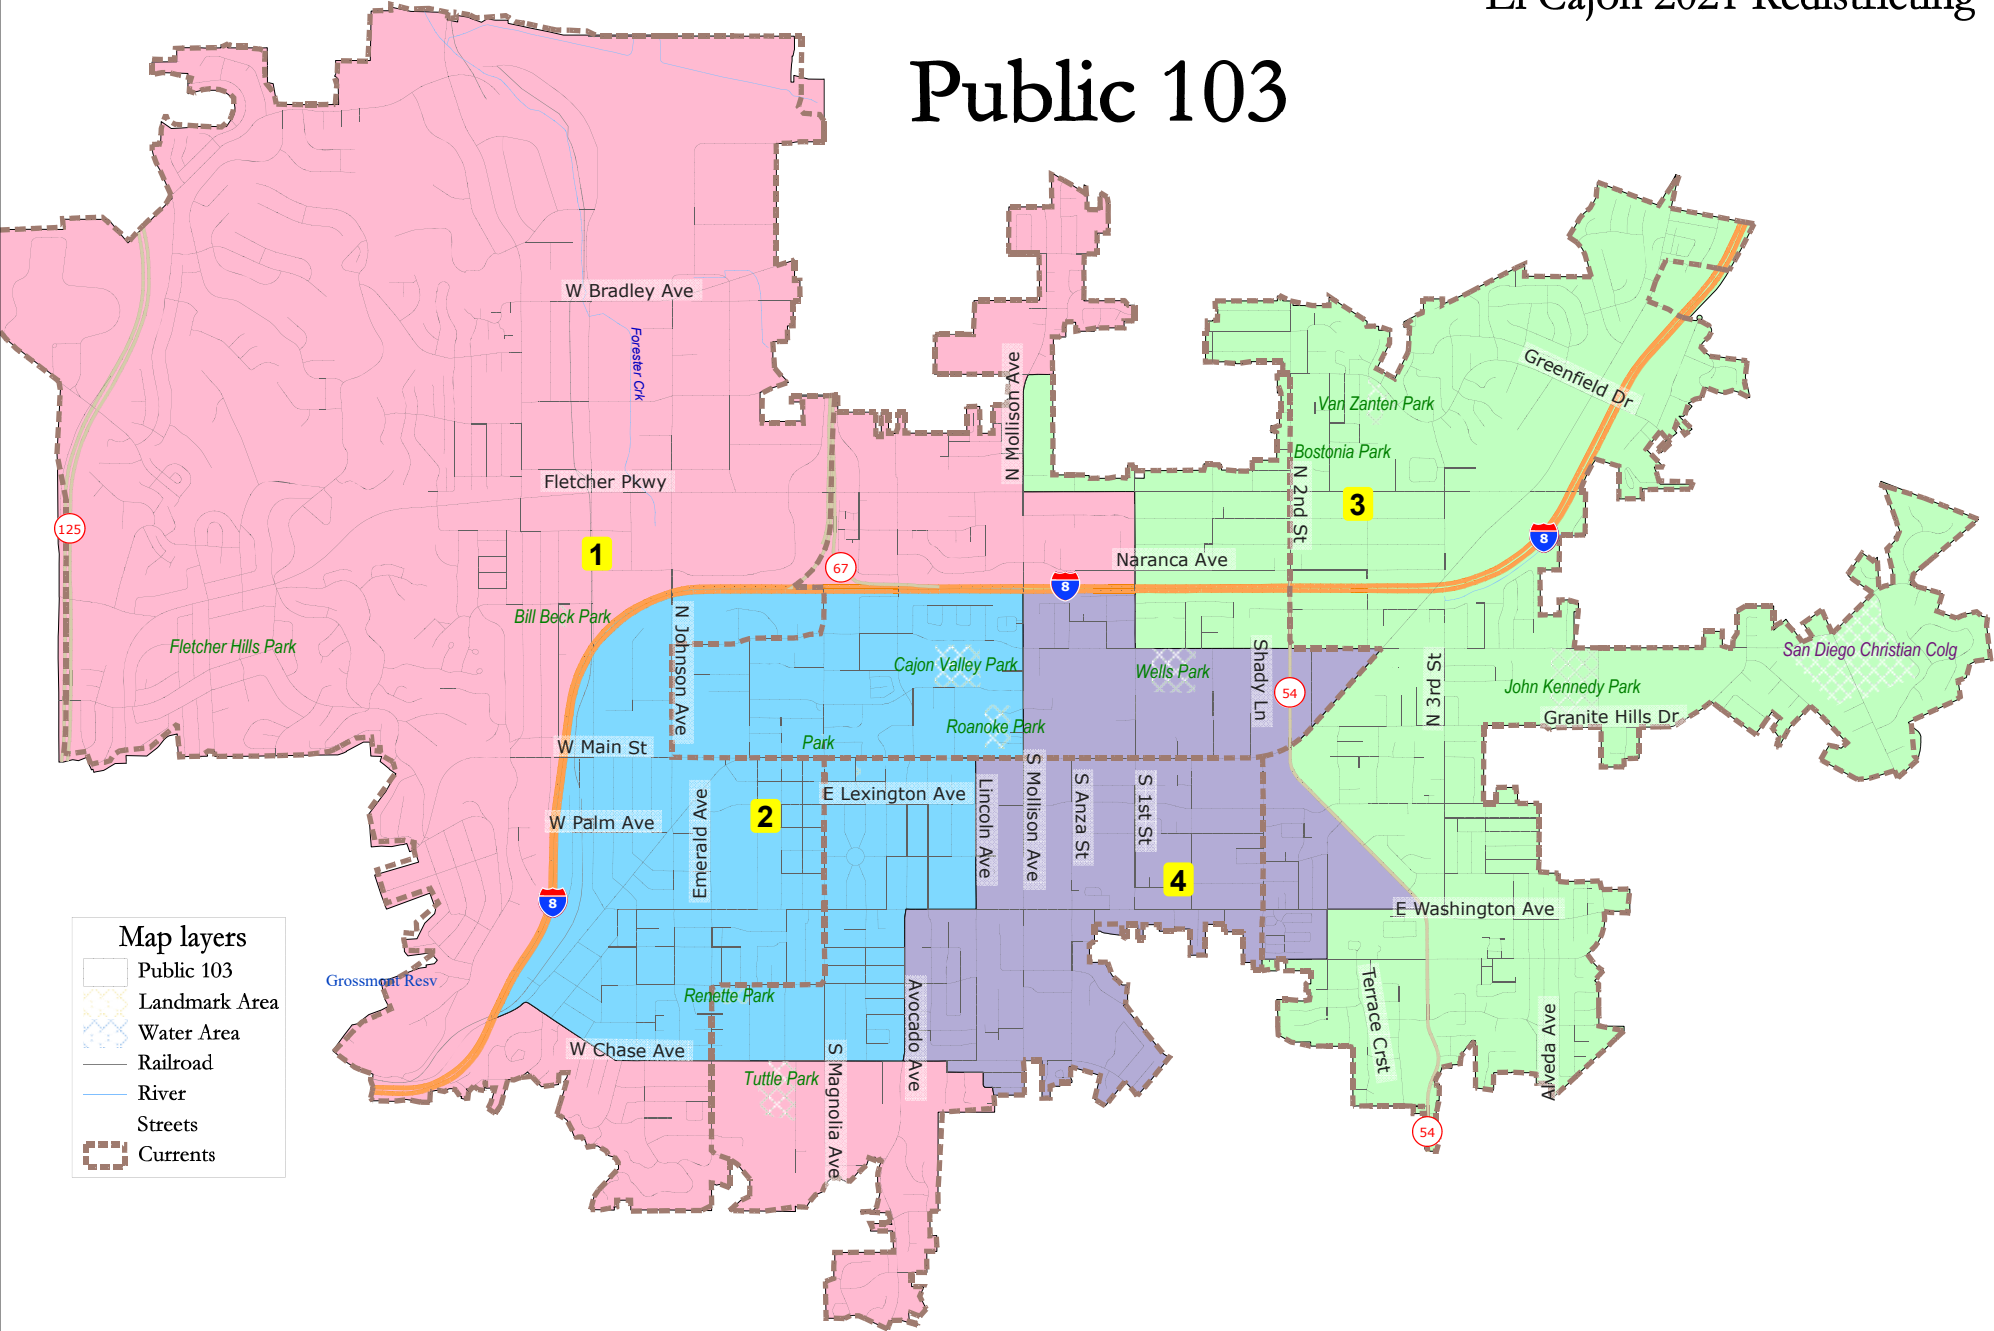 El Cajon 2021 Redistricting
Public 103
W Bradley Ave
Forester Crk
N Mollison Ave
Greenfield Dr
Van Zanten Park
Bostonia Park
Fletcher Pkwy
N 2nd St
3
125
8
1
Naranca Ave
67
8
Bill Beck Park
N Johnson Ave
Fletcher Hills Park
Cajon Valley Park
Wells Park
Shady Ln
54
N 3rd St
John Kennedy Park
San Diego Christian Colg
Granite Hills Dr
Roanoke Park
Park
W Main St
E Lexington Ave
2
W Palm Ave
Emerald Ave
Lincoln Ave
S Mollison Ave
S Anza St
S 1st St
4
8
E Washington Ave
Grossmont Resv
Renette Park
Avocado Ave
Terrace Crst
Alveda Ave
W Chase Ave
Tuttle Park
S Magnolia Ave
54
Map layers
Public 103
Landmark Area
Water Area
Railroad
River
Streets
Currents